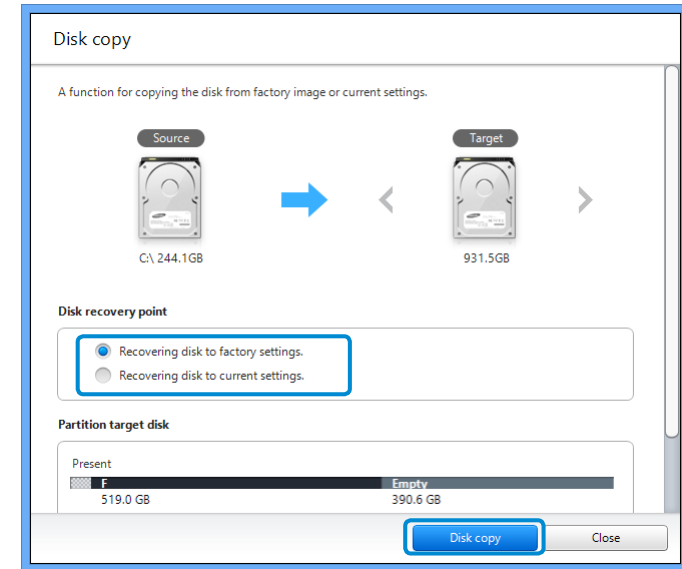 Disk copy
A function for copying the disk from factory image or current settings.
Source
Target
C:\ 244.1GB
931.5GB
Disk recovery point
Recovering disk to factory settings.
Recovering disk to current settings.
Partition target disk
Present
F Empty
519.0 GB 390.6 GB
Disk copy Close